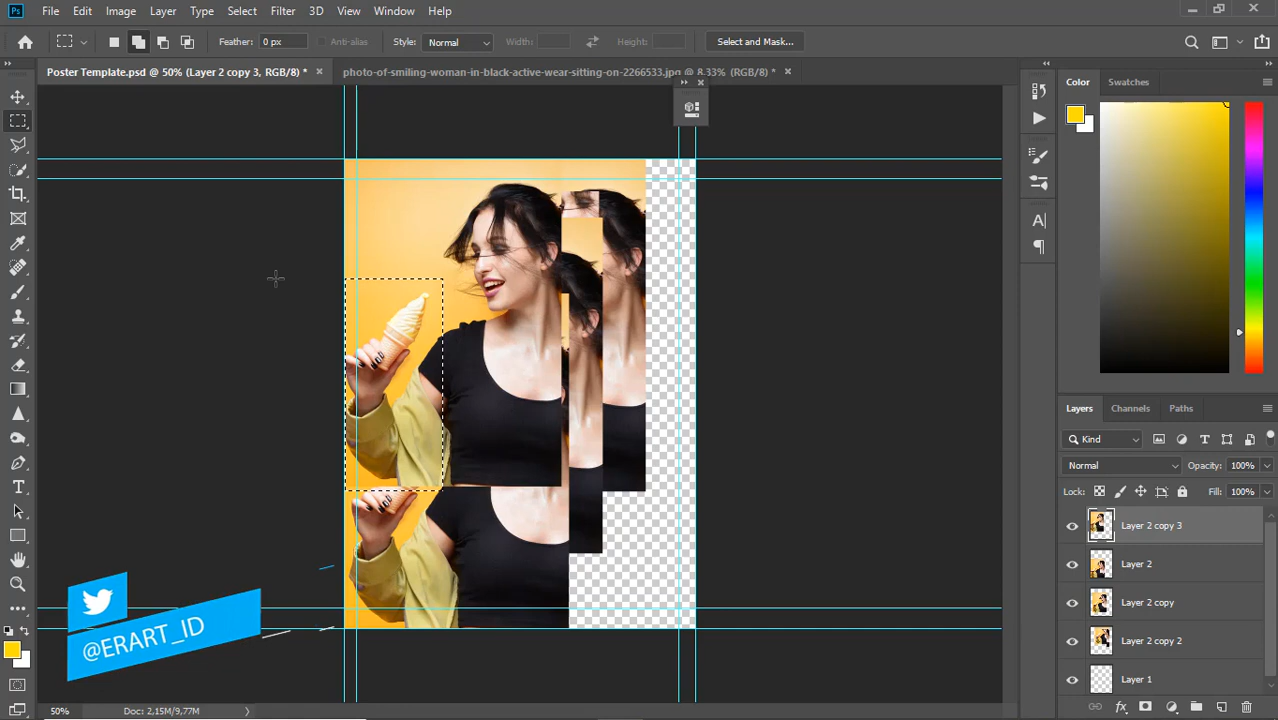 Ps File Edit Image Layer Type Select Filter 3D View Window Help
Feather: 0 px Anti-alias Style: Normal Width: Height: Select and Mask...
Poster Template.psd @ 50% (Layer 2 copy 3, RGB/8) * × photo-of-smiling-woman-in-black-active-wear-sitting-on-2266533.jpg @ 8.33% (RGB/8) * ×
Color Swatches
Layers Channels Paths
Kind
Normal Opacity: 100%
Lock: Fill: 100%
Layer 2 copy 3
Layer 2
Layer 2 copy
Layer 2 copy 2
Layer 1
@ERART_ID
50% Doc: 2,15M/9,77M